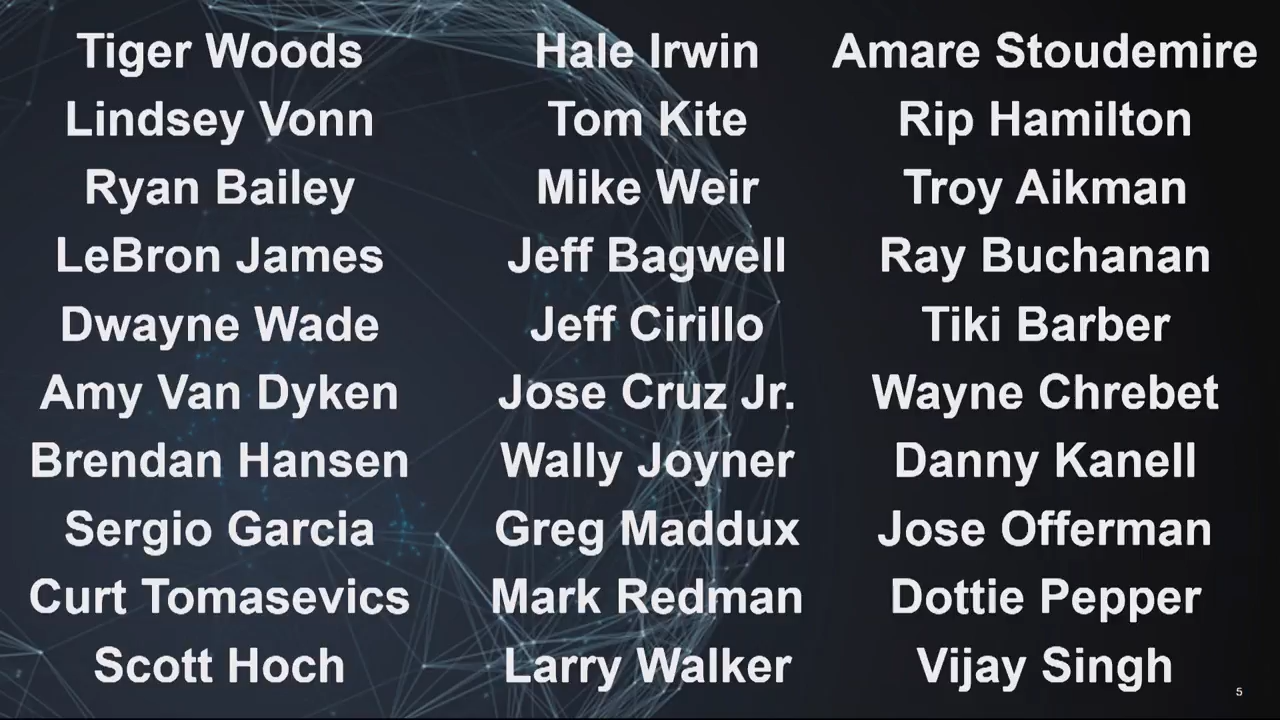 Tiger Woods
Lindsey Vonn
Ryan Bailey
LeBron James
Dwayne Wade
Amy Van Dyken
Brendan Hansen
Sergio Garcia
Curt Tomasevics
Scott Hoch
Hale Irwin
Tom Kite
Mike Weir
Jeff Bagwell
Jeff Cirillo
Jose Cruz Jr.
Wally Joyner
Greg Maddux
Mark Redman
Larry Walker
Amare Stoudemire
Rip Hamilton
Troy Aikman
Ray Buchanan
Tiki Barber
Wayne Chrebet
Danny Kanell
Jose Offerman
Dottie Pepper
Vijay Singh
5